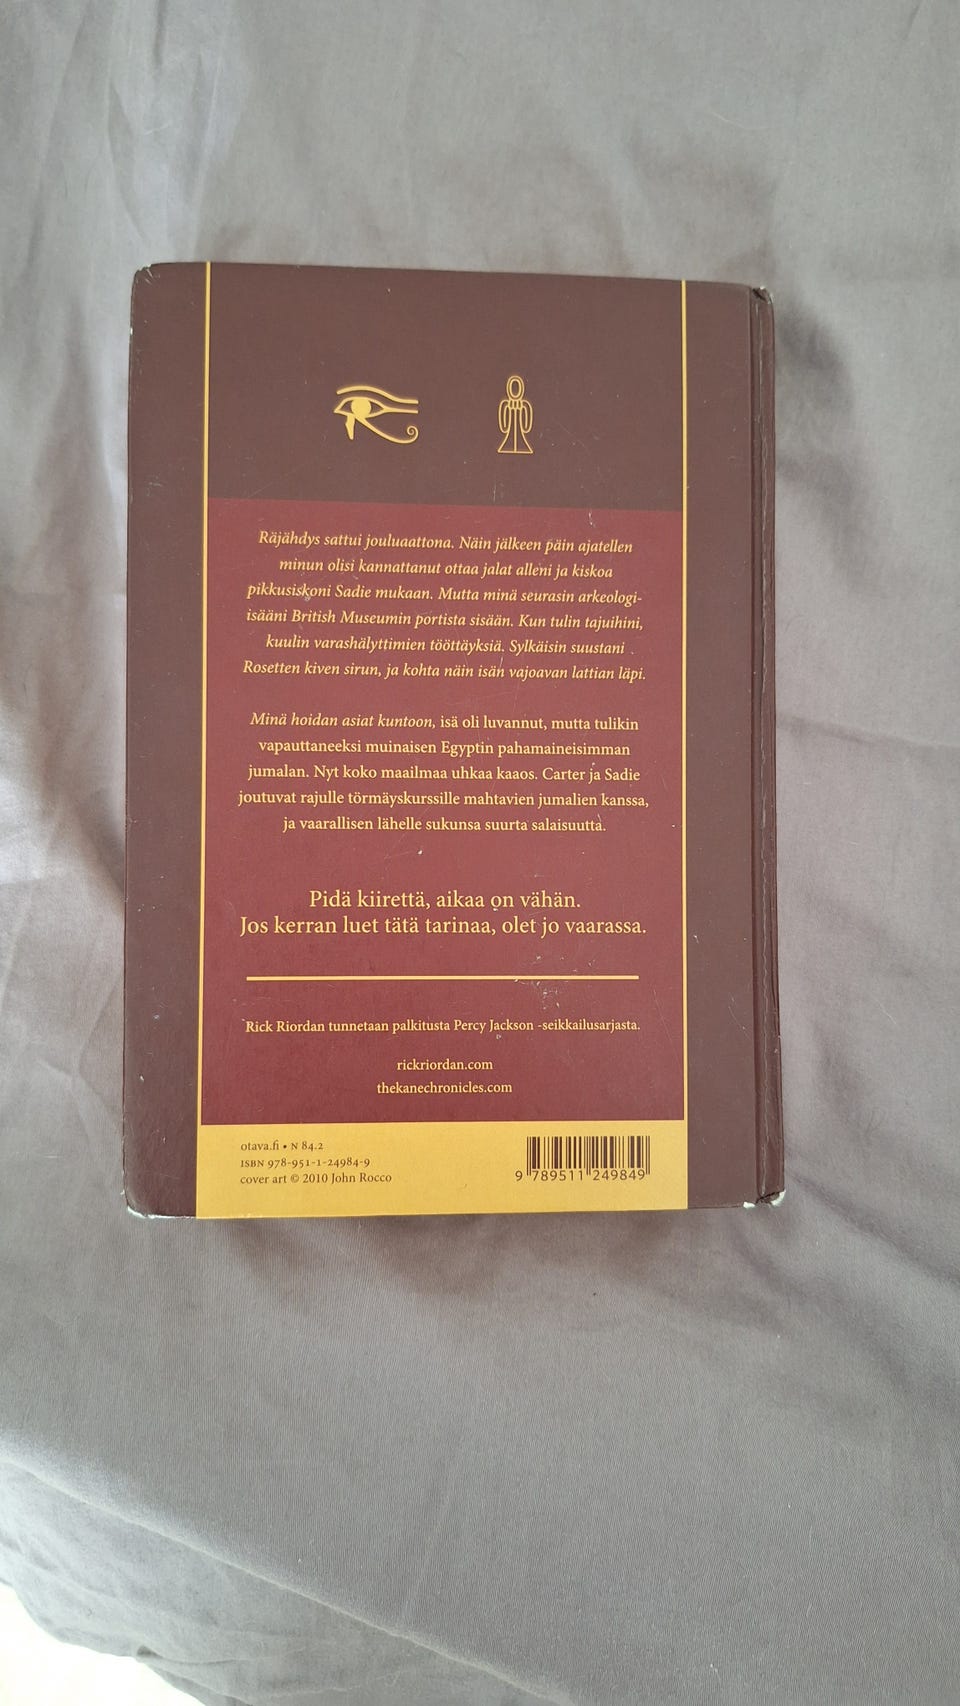 Räjähdys sattui jouluaattona. Näin jälkeen päin ajatellen
minun olisi kannattanut ottaa jalat alleni ja kiskoa
pikkusiskoni Sadie mukaan. Mutta minä seurasin arkeologi-
isääni British Museumin portista sisään. Kun tulin tajuihini,
kuulin varashälyttimien tööttäyksiä. Sylkäisin suustani
Rosetten kiven sirun, ja kohta näin isän vajoavan lattian läpi.
Minä hoidan asiat kuntoon, isä oli luvannut, mutta tulikin
vapauttaneeksi muinaisen Egyptin pahamaineisimman
jumalan. Nyt koko maailmaa uhkaa kaaos. Carter ja Sadie
joutuvat rajulle törmäyskurssille mahtavien jumalien kanssa,
ja vaarallisen lähelle sukunsa suurta salaisuutta.
Pidä kiirettä, aikaa on vähän.
Jos kerran luet tätä tarinaa, olet jo vaarassa.
Rick Riordan tunnetaan palkitusta Percy Jackson -seikkailusarjasta.
rickriordan.com
thekanechronicles.com
otava.fi • N 84.2
ISBN 978-951-1-24984-9
cover art © 2010 John Rocco
9 789511 249849